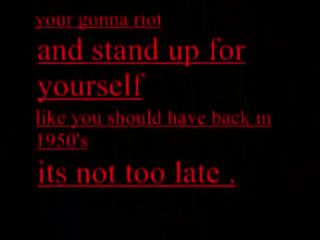 your gonna riot
and stand up for
yourself
like you should have back in
1950's
its not too late .